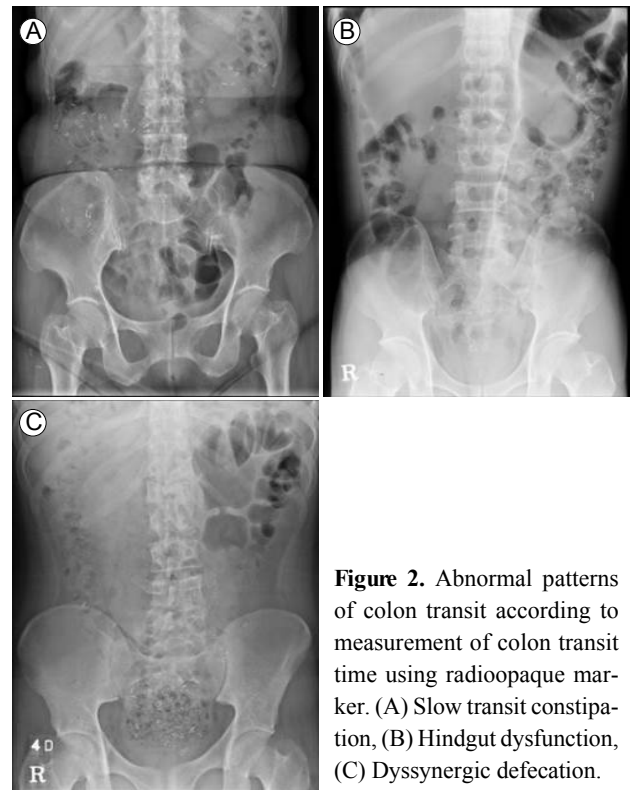 A
B
R
C
4 D
R
Figure 2. Abnormal patterns
of colon transit according to
measurement of colon transit
time using radioopaque mar-
ker. (A) Slow transit constipa-
tion, (B) Hindgut dysfunction,
(C) Dyssynergic defecation.